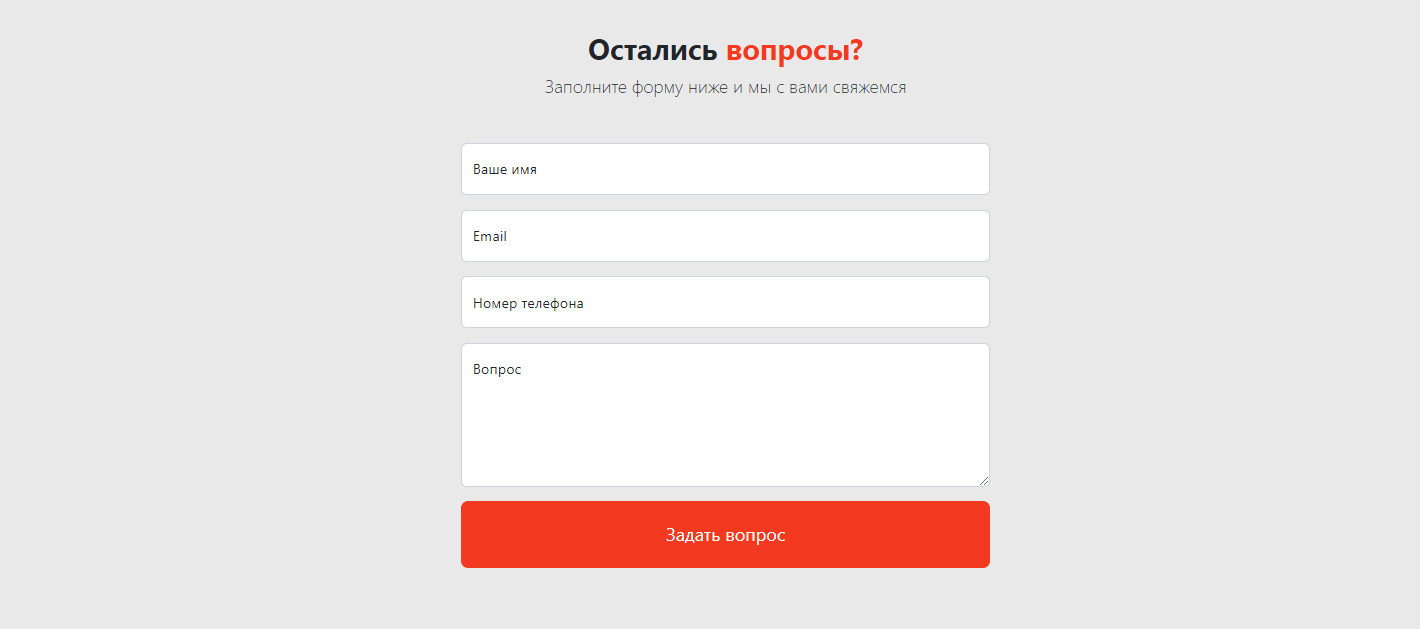 Остались вопросы?
Заполните форму ниже и мы с вами свяжемся
Ваше имя
Email
Номер телефона
Вопрос
Задать вопрос